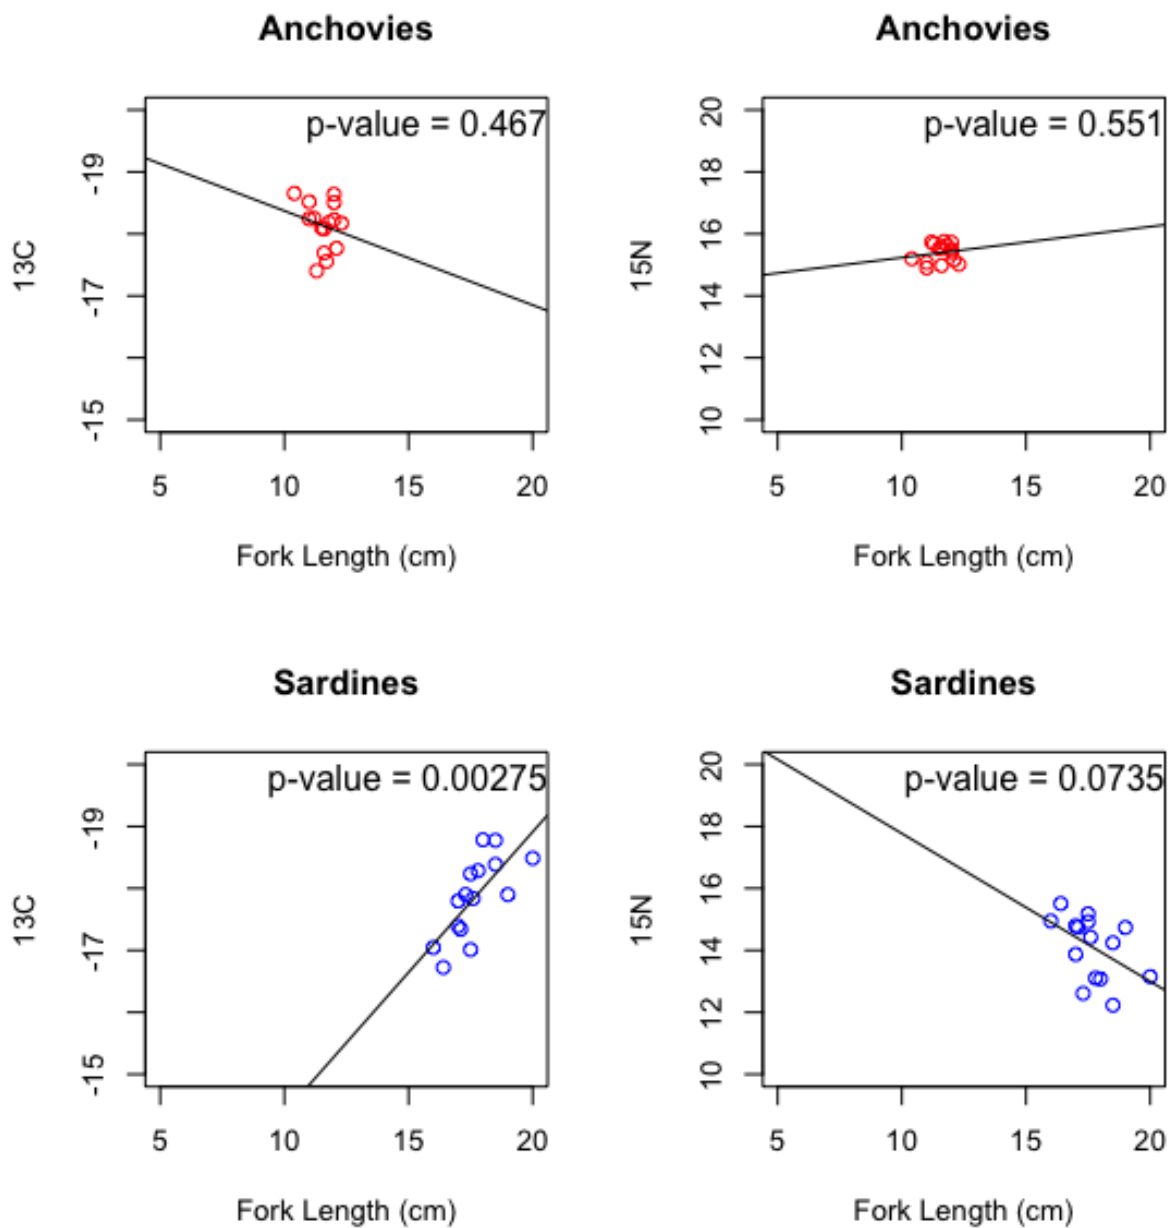 Anchovies
p-value = 0.467
13C
-19
-17
-15
5 10 15 20
Fork Length (cm)
Anchovies
p-value = 0.551
15N
20
18
16
14
12
10
5 10 15 20
Fork Length (cm)
Sardines
p-value = 0.00275
13C
-19
-17
-15
5 10 15 20
Fork Length (cm)
Sardines
p-value = 0.0735
15N
20
18
16
14
12
10
5 10 15 20
Fork Length (cm)